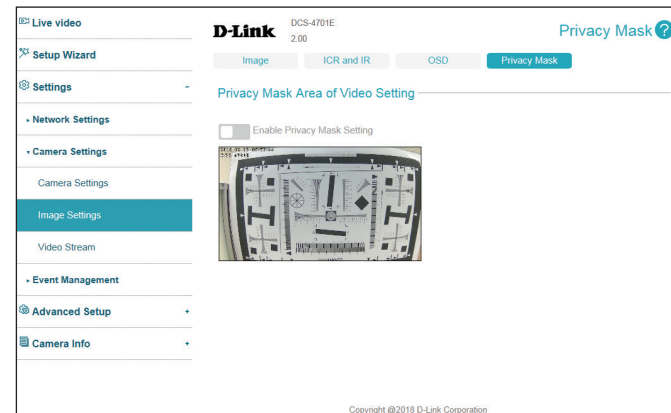 Live video
Setup Wizard
Settings -
Network Settings
Camera Settings
Camera Settings
Image Settings
Video Stream
Event Management
Advanced Setup +
Camera Info +
D-Link
DCS-4701E
2.00
Privacy Mask ?
Image
ICR and IR
OSD
Privacy Mask
Privacy Mask Area of Video Setting
Enable Privacy Mask Setting
Copyright @2018 D-Link Corporation